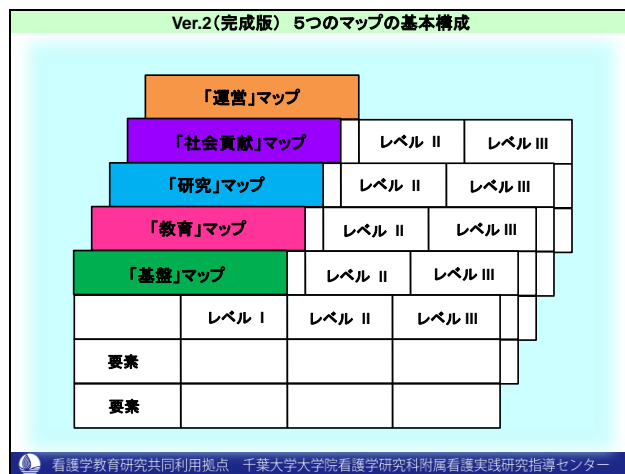 Ver.2(完成版) 5つのマップの基本構成
「運営」マップ
「社会貢献」マップ レベル II レベル III
「研究」マップ レベル II レベル III
「教育」マップ レベル II レベル III
「基盤」マップ レベル II レベル III
レベル I レベル II レベル III
要素
要素
看護学教育研究共同利用拠点 千葉大学大学院看護学研究科附属看護実践研究指導センター